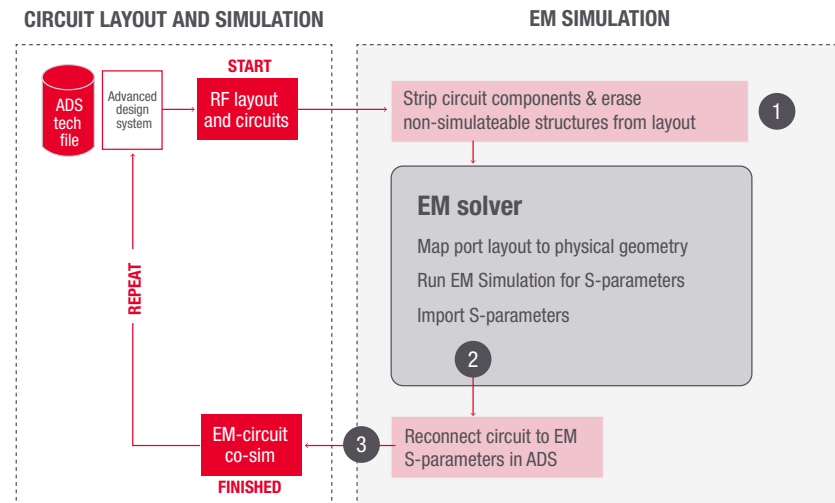 CIRCUIT LAYOUT AND SIMULATION
EM SIMULATION
ADS
tech
file
Advanced
design
system
START
RF layout
and circuits
Strip circuit components & erase
non-simulateable structures from layout
1
EM solver
Map port layout to physical geometry
Run EM Simulation for S-parameters
Import S-parameters
2
REPEAT
Reconnect circuit to EM
S-parameters in ADS
3
EM-circuit
co-sim
FINISHED